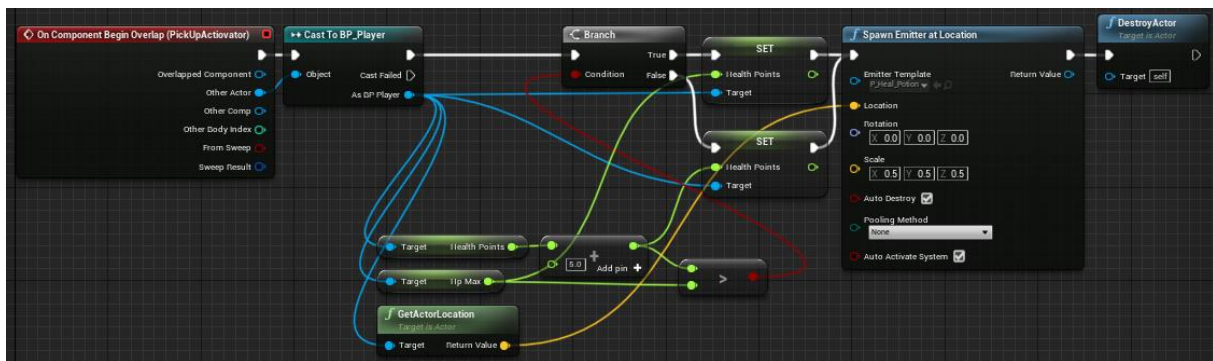 On Component Begin Overlap (PickUpActiovator)
Overlapped Component
Other Actor
Other Comp
Other Body Index
From Sweep
Sweep Result
Cast To BP_Player
Object
Cast Failed
As BP Player
Branch
Condition
True
False
SET
Health Points
Target
SET
Health Points
Target
Spawn Emitter at Location
Emitter Template
P_Heal_Potion
Return Value
Location
Rotation
X 0.0 Y 0.0 Z 0.0
Scale
X 0.5 Y 0.5 Z 0.5
Auto Destroy
Pooling Method
None
Auto Activate System
f DestroyActor
Target is Actor
Target self
Target Health Points
Target Hp Max
5.0
+
Add pin +
>
f GetActorLocation
Target is Actor
Target Return Value